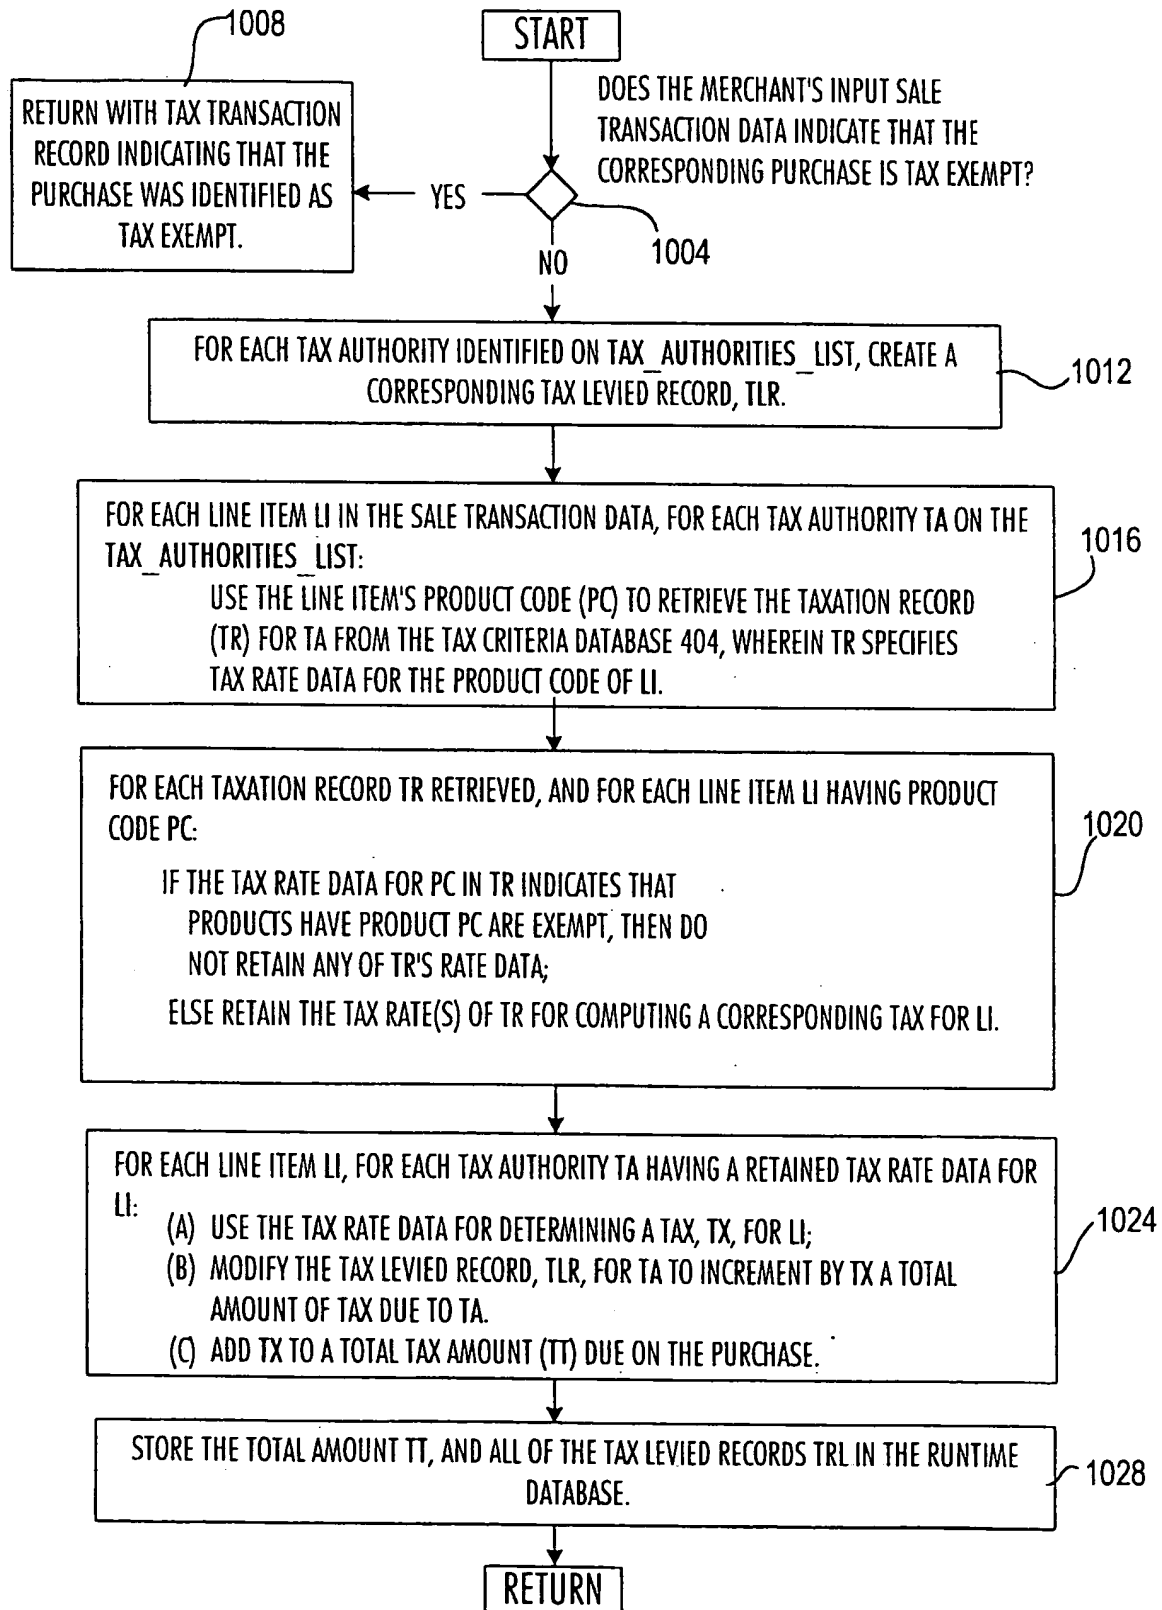 1008
START
RETURN WITH TAX TRANSACTION
RECORD INDICATING THAT THE
PURCHASE WAS IDENTIFIED AS
TAX EXEMPT.
DOES THE MERCHANT'S INPUT SALE
TRANSACTION DATA INDICATE THAT THE
CORRESPONDING PURCHASE IS TAX EXEMPT?
YES
1004
NO
FOR EACH TAX AUTHORITY IDENTIFIED ON TAX_AUTHORITIES_LIST, CREATE A
CORRESPONDING TAX LEVIED RECORD, TLR.
1012
FOR EACH LINE ITEM LI IN THE SALE TRANSACTION DATA, FOR EACH TAX AUTHORITY TA ON THE
TAX_AUTHORITIES_LIST:
USE THE LINE ITEM'S PRODUCT CODE (PC) TO RETRIEVE THE TAXATION RECORD
(TR) FOR TA FROM THE TAX CRITERIA DATABASE 404, WHEREIN TR SPECIFIES
TAX RATE DATA FOR THE PRODUCT CODE OF LI.
1016
FOR EACH TAXATION RECORD TR RETRIEVED, AND FOR EACH LINE ITEM LI HAVING PRODUCT
CODE PC:
IF THE TAX RATE DATA FOR PC IN TR INDICATES THAT
PRODUCTS HAVE PRODUCT PC ARE EXEMPT, THEN DO
NOT RETAIN ANY OF TR'S RATE DATA;
ELSE RETAIN THE TAX RATE(S) OF TR FOR COMPUTING A CORRESPONDING TAX FOR LI.
1020
FOR EACH LINE ITEM LI, FOR EACH TAX AUTHORITY TA HAVING A RETAINED TAX RATE DATA FOR
LI:
(A) USE THE TAX RATE DATA FOR DETERMINING A TAX, TX, FOR LI;
(B) MODIFY THE TAX LEVIED RECORD, TLR, FOR TA TO INCREMENT BY TX A TOTAL
AMOUNT OF TAX DUE TO TA.
(C) ADD TX TO A TOTAL TAX AMOUNT (TT) DUE ON THE PURCHASE.
1024
STORE THE TOTAL AMOUNT TT, AND ALL OF THE TAX LEVIED RECORDS TRL IN THE RUNTIME
DATABASE.
1028
RETURN